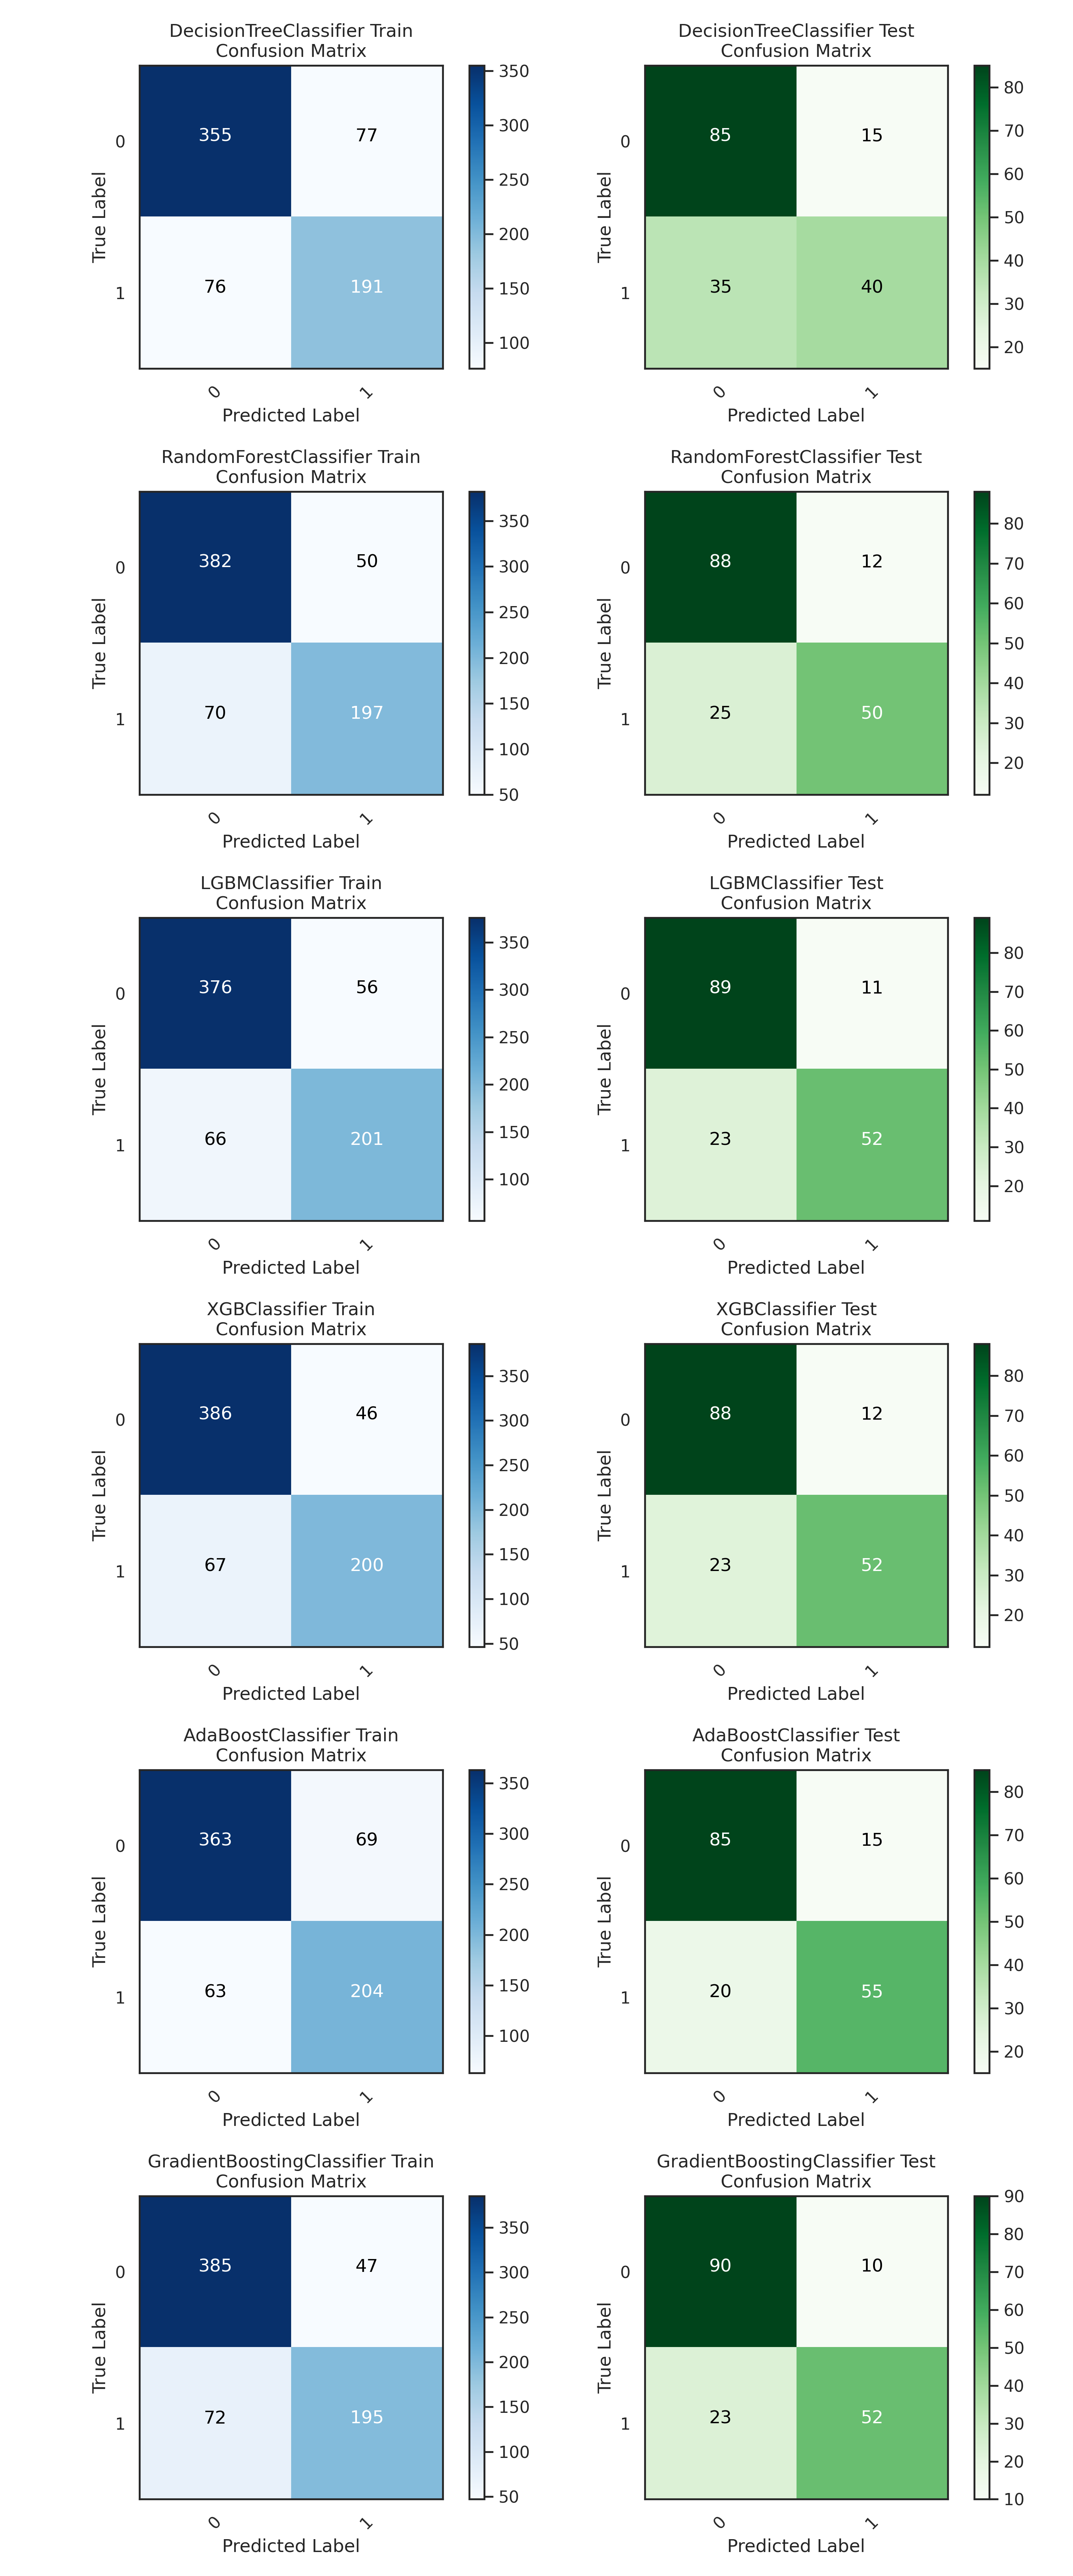 DecisionTreeClassifier Train
Confusion Matrix
355 77
76 191
0
1
True Label
0 1
Predicted Label
350
300
250
200
150
100
DecisionTreeClassifier Test
Confusion Matrix
85 15
35 40
0
1
True Label
0 1
Predicted Label
80
70
60
50
40
30
20
RandomForestClassifier Train
Confusion Matrix
382 50
70 197
0
1
True Label
0 1
Predicted Label
350
300
250
200
150
100
50
RandomForestClassifier Test
Confusion Matrix
88 12
25 50
0
1
True Label
0 1
Predicted Label
80
70
60
50
40
30
20
LGBMClassifier Train
Confusion Matrix
376 56
66 201
0
1
True Label
0 1
Predicted Label
350
300
250
200
150
100
LGBMClassifier Test
Confusion Matrix
89 11
23 52
0
1
True Label
0 1
Predicted Label
80
70
60
50
40
30
20
XGBClassifier Train
Confusion Matrix
386 46
67 200
0
1
True Label
0 1
Predicted Label
350
300
250
200
150
100
50
XGBClassifier Test
Confusion Matrix
88 12
23 52
0
1
True Label
0 1
Predicted Label
80
70
60
50
40
30
20
AdaBoostClassifier Train
Confusion Matrix
363 69
63 204
0
1
True Label
0 1
Predicted Label
350
300
250
200
150
100
AdaBoostClassifier Test
Confusion Matrix
85 15
20 55
0
1
True Label
0 1
Predicted Label
80
70
60
50
40
30
20
GradientBoostingClassifier Train
Confusion Matrix
385 47
72 195
0
1
True Label
0 1
Predicted Label
350
300
250
200
150
100
50
GradientBoostingClassifier Test
Confusion Matrix
90 10
23 52
0
1
True Label
0 1
Predicted Label
90
80
70
60
50
40
30
20
10